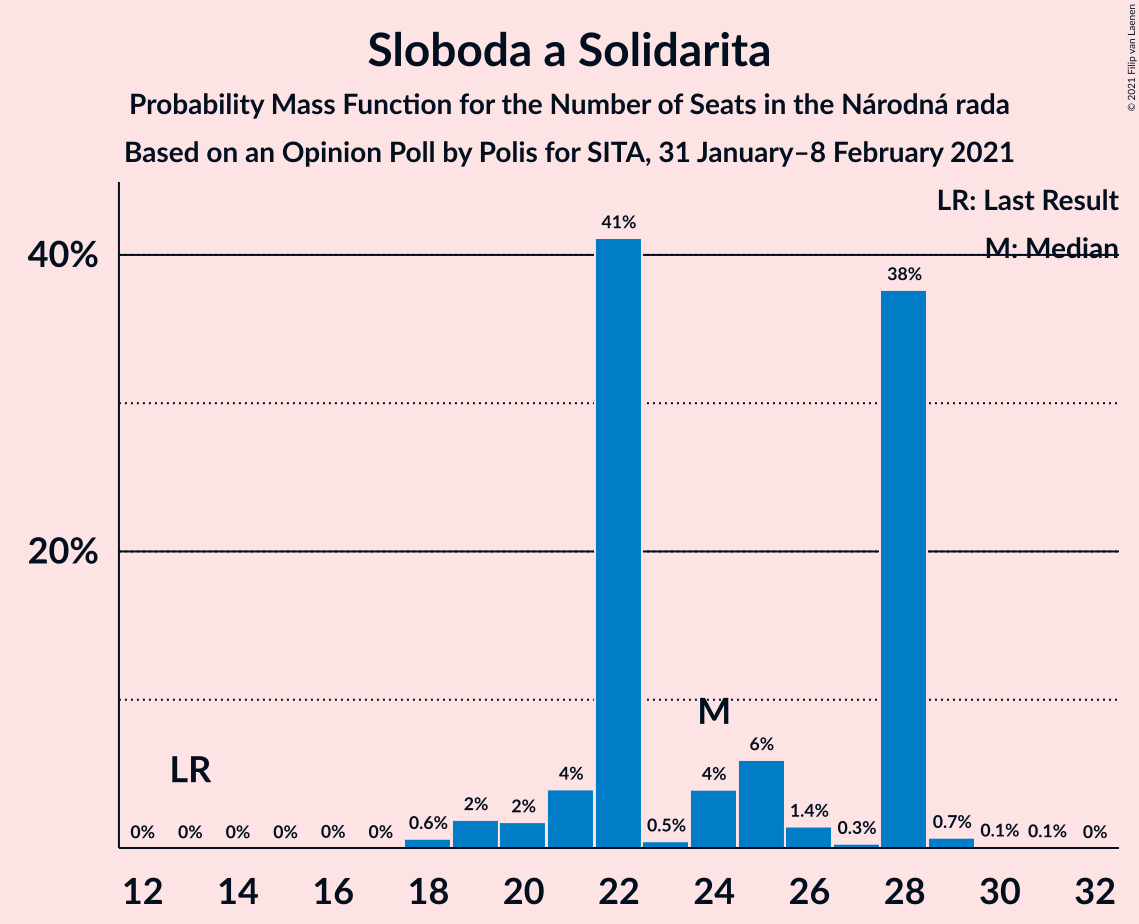 Sloboda a Solidarita
Probability Mass Function for the Number of Seats in the Národná rada
Based on an Opinion Poll by Polis for SITA, 31 January–8 February 2021
© 2021 Filip van Laenen
LR: Last Result
M: Median
40%
20%
41%
38%
M
LR
6%
4%
4%
2%
2%
1.4%
0.6%
0.5%
0.3%
0.7%
0.1%
0.1%
0%
0%
0%
0%
0%
0%
0%
12 14 16 18 20 22 24 26 28 30 32